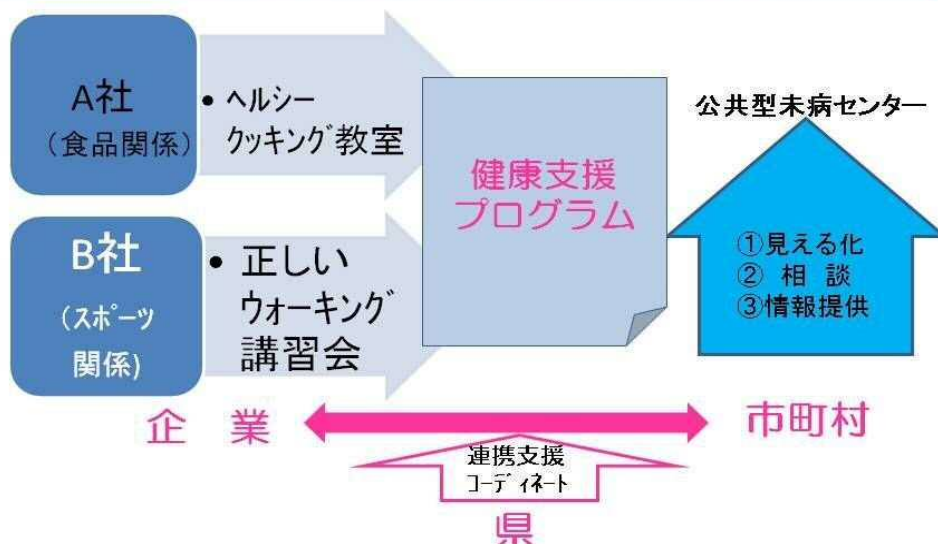 A社
（食品関係）
• ヘルシー
クッキング教室
B社
（スポーツ
関係)
• 正しい
ウォーキング
講習会
健康支援
プログラム
公共型未病センター
①見える化
② 相 談
③情報提供
企 業
市町村
連携支援
コーディネート
県